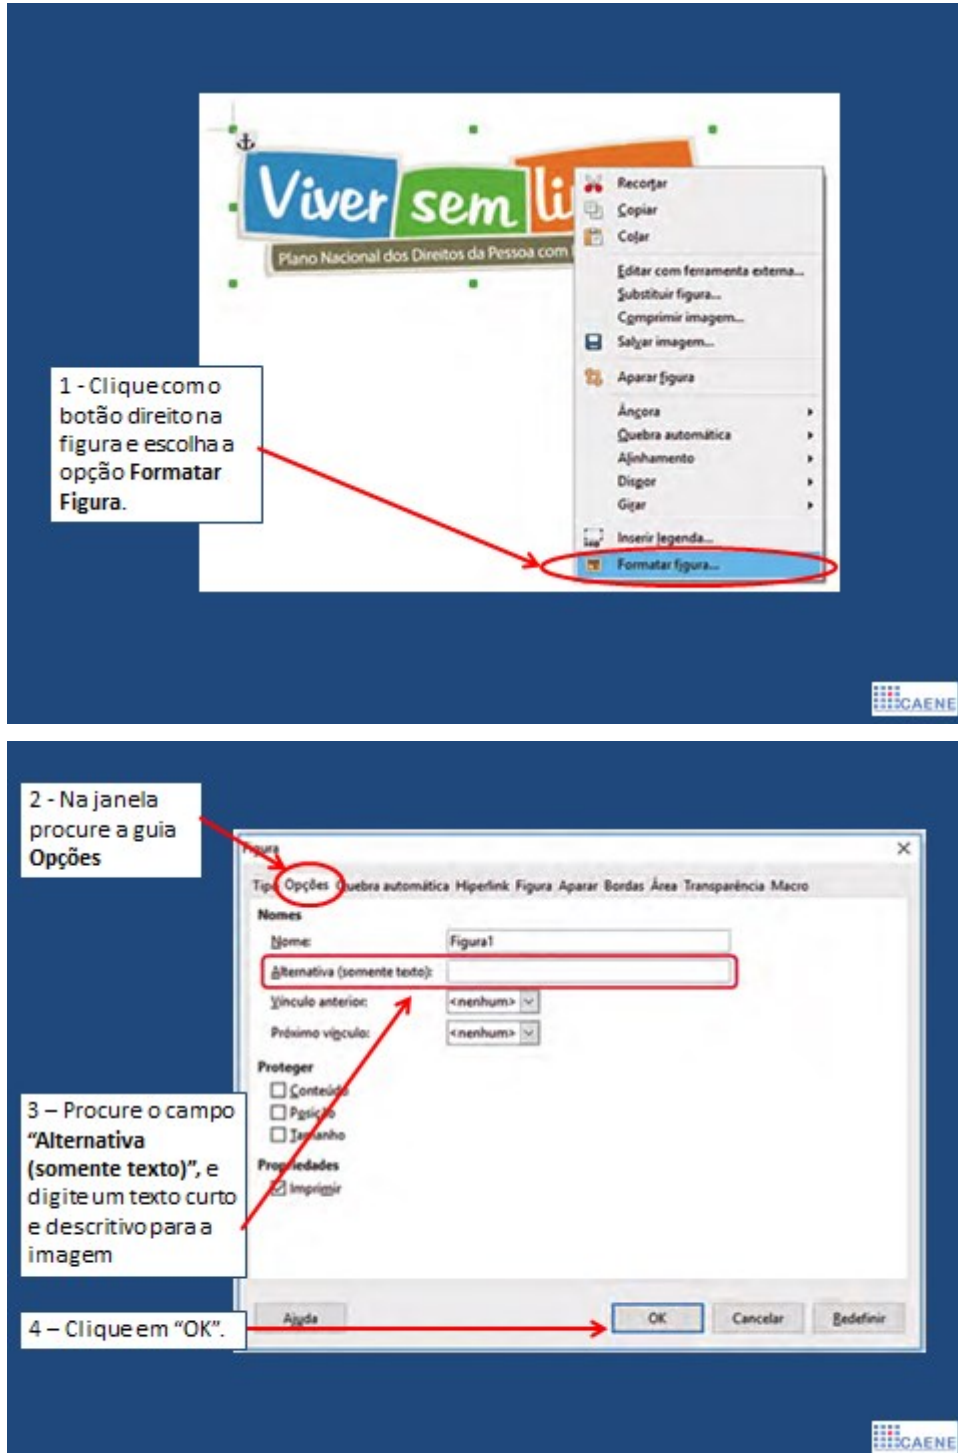 Viver sem li
Plano Nacional dos Direitos da Pessoa com
Recortar
Copiar
Colar
Editar com ferramenta externa...
Substituir figura...
Comprimir imagem...
Salvar imagem...
Aparar figura
Âncora
Quebra automática
Alinhamento
Dispor
Girar
Inserir legenda...
Formatar figura...
1 - Clique com o
botão direito na
figura e escolha a
opção Formatar
Figura.
CAENE
2 - Na janela
procure a guia
Opções
Figura
Tipo Opções Quebra automática Hiperlink Figura Aparar Bordas Área Transparência Macro
Nomes
Nome: Figura1
Alternativa (somente texto):
Vínculo anterior: <nenhum>
Próximo vínculo: <nenhum>
Proteger
Conteúdo
Posição
Tamanho
Propriedades
Imprimir
3 – Procure o campo
“Alternativa
(somente texto)”, e
digite um texto curto
e descritivo para a
imagem
4 – Clique em “OK”.
Ajuda OK Cancelar Redefinir
CAENE